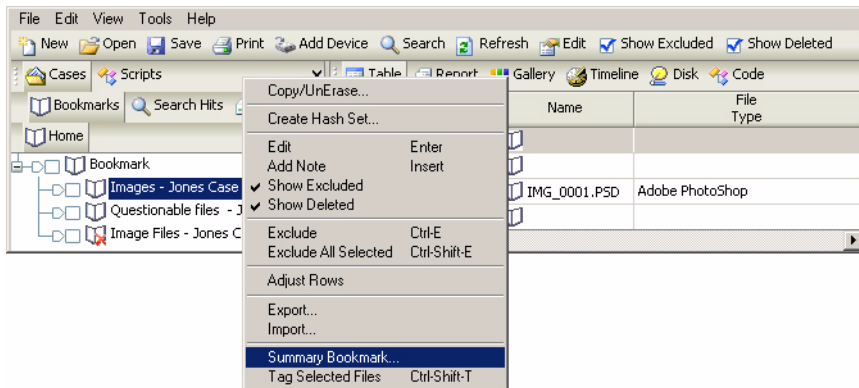 File Edit View Tools Help
New Open Save Print Add Device Search Refresh Edit Show Excluded Show Deleted
Cases Scripts Table Report Gallery Timeline Disk Code
Bookmarks Search Hits
Name File Type
Home
Bookmark
Images - Jones Case
Questionable files - J
Image Files - Jones C
IMG_0001.PSD Adobe PhotoShop
Copy/UnErase...
Create Hash Set...
Edit Enter
Add Note Insert
Show Excluded
Show Deleted
Exclude Ctrl-E
Exclude All Selected Ctrl-Shift-E
Adjust Rows
Export...
Import...
Summary Bookmark...
Tag Selected Files Ctrl-Shift-T